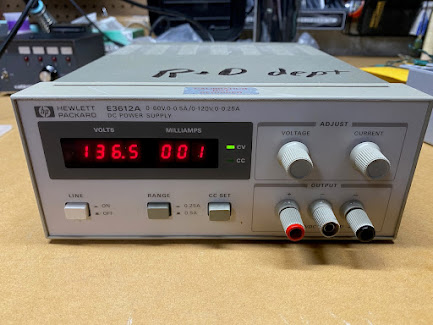 R&D dept
hp HEWLETT PACKARD
E3612A 0-60V,0-0.5A/0-120V,0-0.25A
DC POWER SUPPLY
VOLTS MILLIAMPS
136.5 001
CV
CC
ADJUST
VOLTAGE CURRENT
LINE
ON
OFF
RANGE
0.25A
0.5A
CC SET
OUTPUT